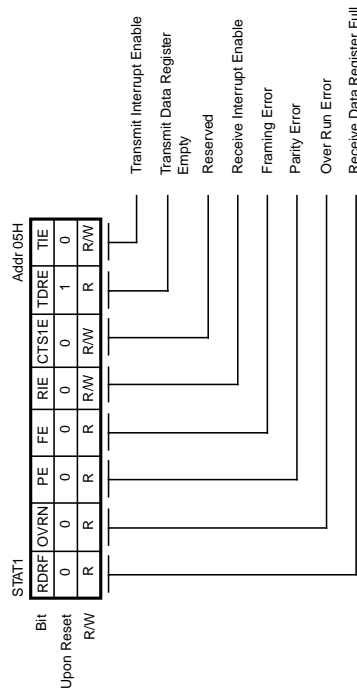 STAT1 Addr 05H
Bit RDRF OVRN PE FE RIE CTS1E TDRE TIE
Upon Reset 0 0 0 0 0 0 1 0
R/W R R R R R/W R/W R R/W
Transmit Interrupt Enable
Transmit Data Register
Empty
Reserved
Receive Interrupt Enable
Framing Error
Parity Error
Over Run Error
Receive Data Register Full